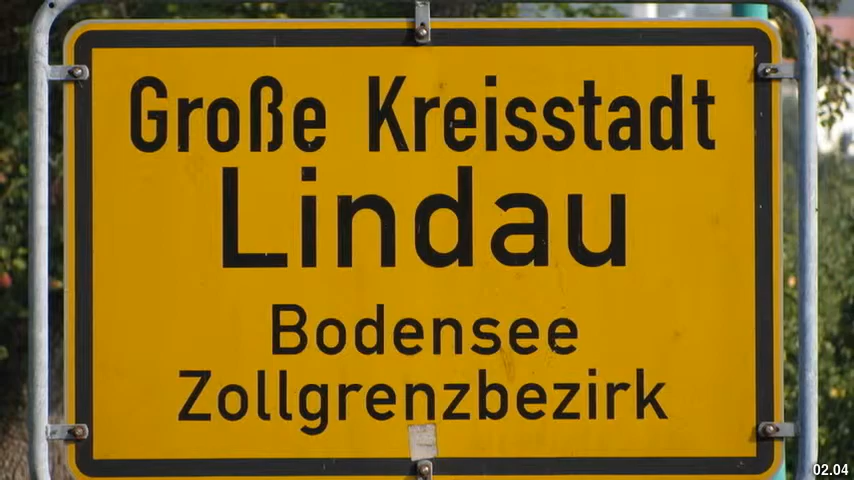 Große Kreisstadt
Lindau
Bodensee
Zollgrenzbezirk
02.04